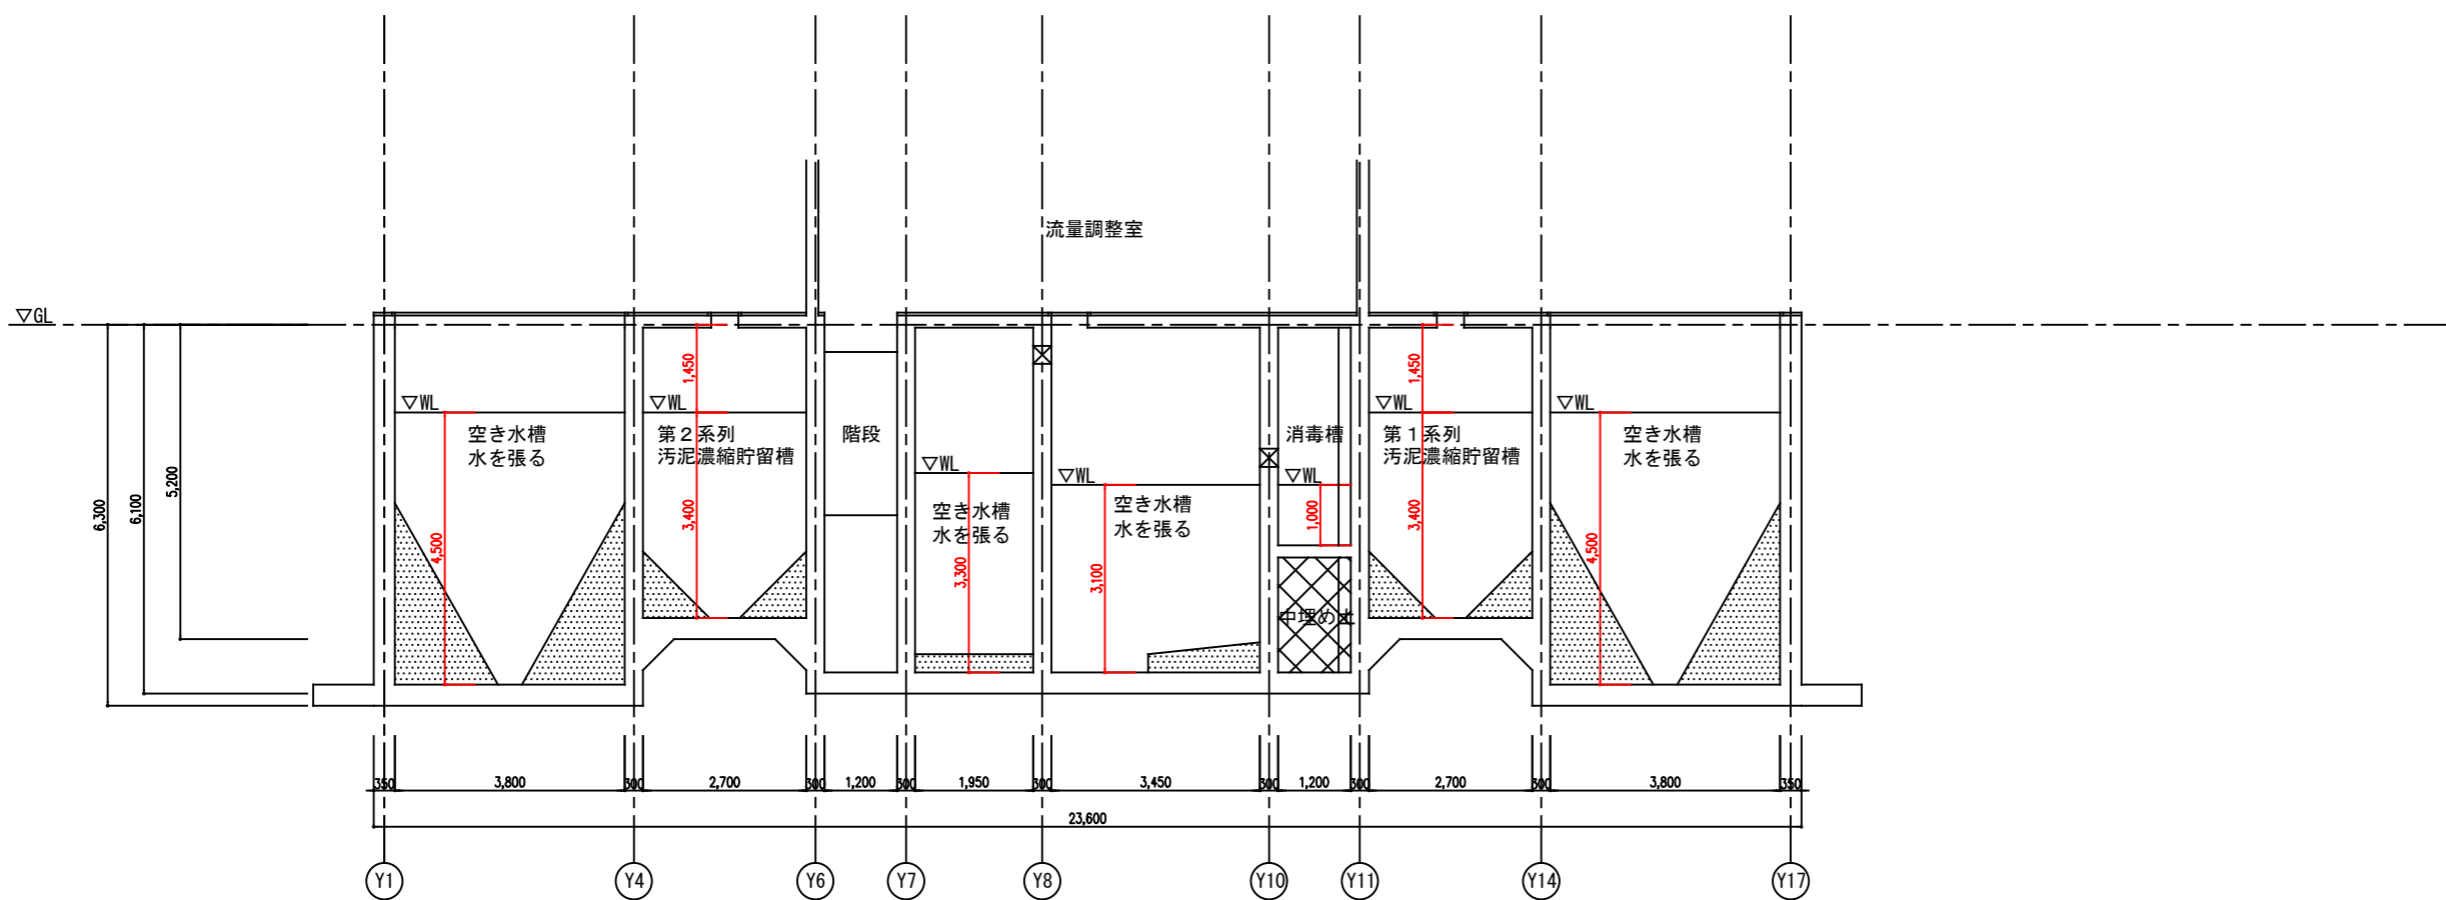 流量調整室
▽GL
1,450
1,450
▽WL
▽WL
▽WL
▽WL
空き水槽
水を張る
第2系列
汚泥濃縮貯留槽
階段
消毒槽
第1系列
汚泥濃縮貯留槽
空き水槽
水を張る
▽WL
▽WL
▽WL
空き水槽
水を張る
空き水槽
水を張る
6,300
6,100
5,200
4,500
3,400
3,300
3,100
1,000
3,400
4,500
中埋め土
350
3,800
300
2,700
300
1,200
300
1,950
300
3,450
300
1,200
300
2,700
300
3,800
350
23,600
Y1
Y4
Y6
Y7
Y8
Y10
Y11
Y14
Y17